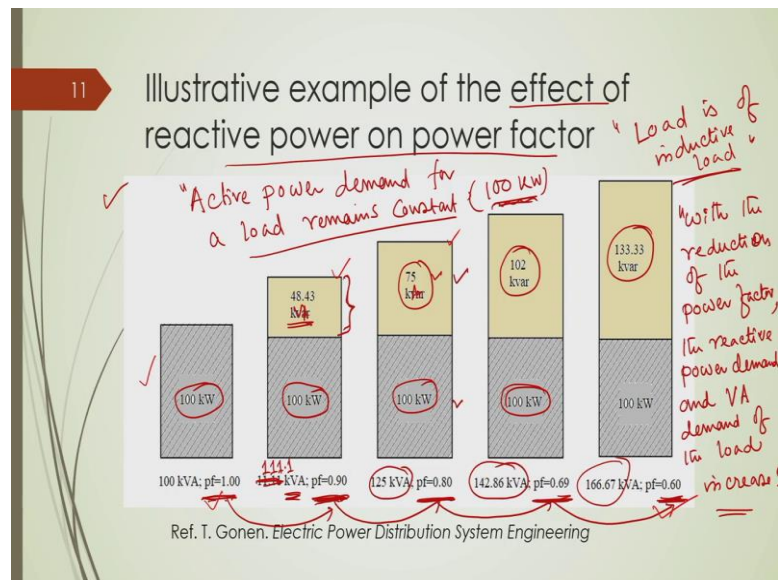 11
Illustrative example of the effect of
reactive power on power factor
"Load is of
inductive
load"
"Active power demand for
a load remains constant (100 kW)
"With the
reduction
of the
power factor,
the reactive
power demand
and VA
demand of
the load
increases
48.43
kvar
75
kvar
102
kvar
133.33
kvar
100 kW
100 kW
100 kW
100 kW
100 kW
111.1
100 kVA; pf=1.00
kVA; pf=0.90
125 kVA; pf=0.80
142.86 kVA; pf=0.69
166.67 kVA; pf=0.60
Ref. T. Gonen. Electric Power Distribution System Engineering